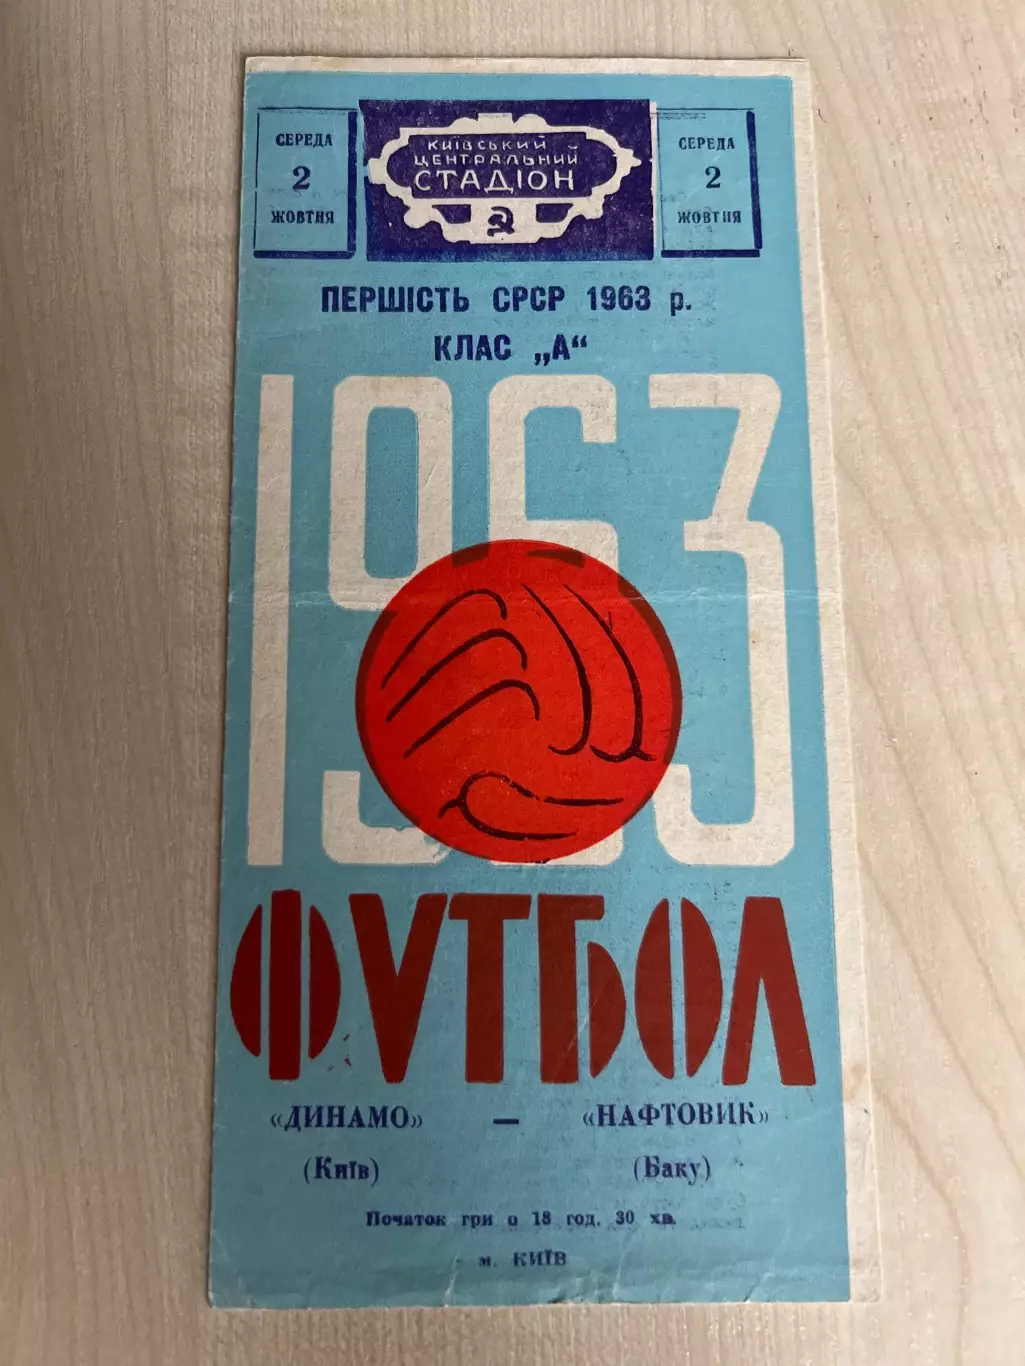 СЕРЕДА
2
ЖОВТНЯ
КИЇВСЬКИЙ
ЦЕНТРАЛЬНИЙ
СТАДІОН
СЕРЕДА
2
ЖОВТНЯ
ПЕРШІСТЬ СРСР 1963 р.
КЛАС „А“
1963
ФУТБОЛ
«ДИНАМО» — «НАФТОВИК»
(Київ) (Баку)
Початок гри о 18 год. 30 хв.
м. КИЇВ